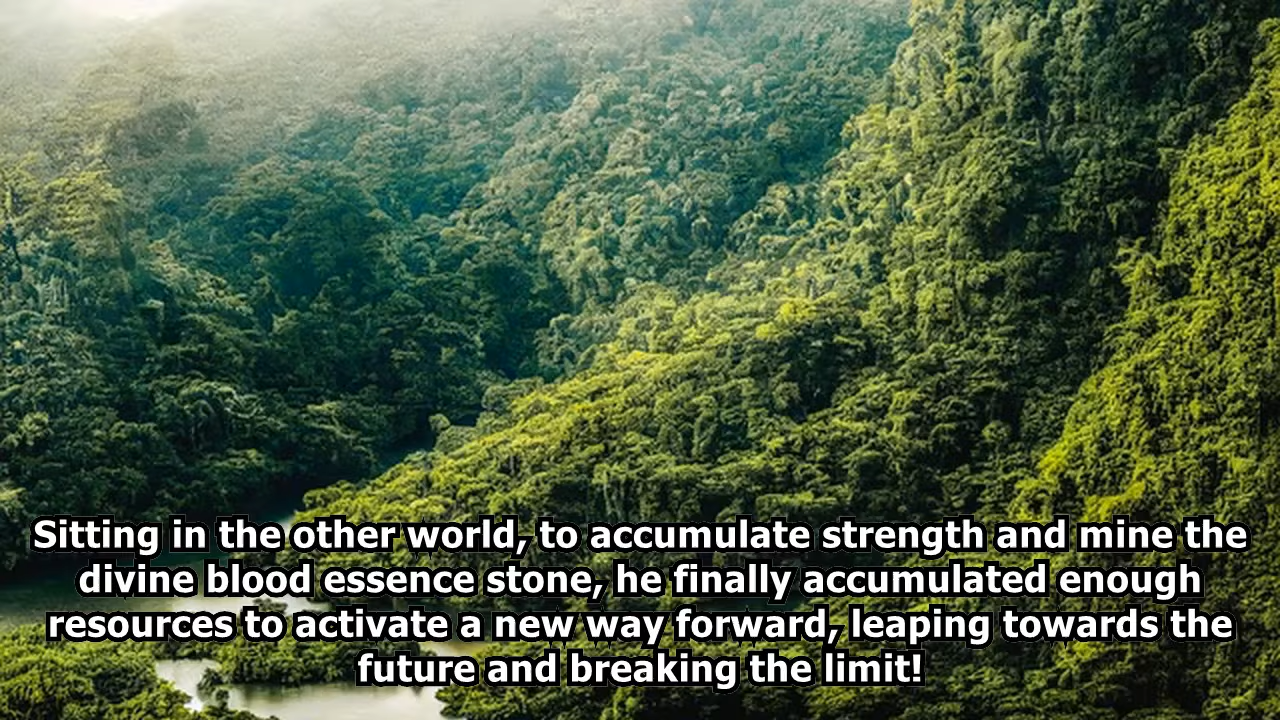 Sitting in the other world, to accumulate strength and mine the
divine blood essence stone, he finally accumulated enough
resources to activate a new way forward, leaping towards the
future and breaking the limit!